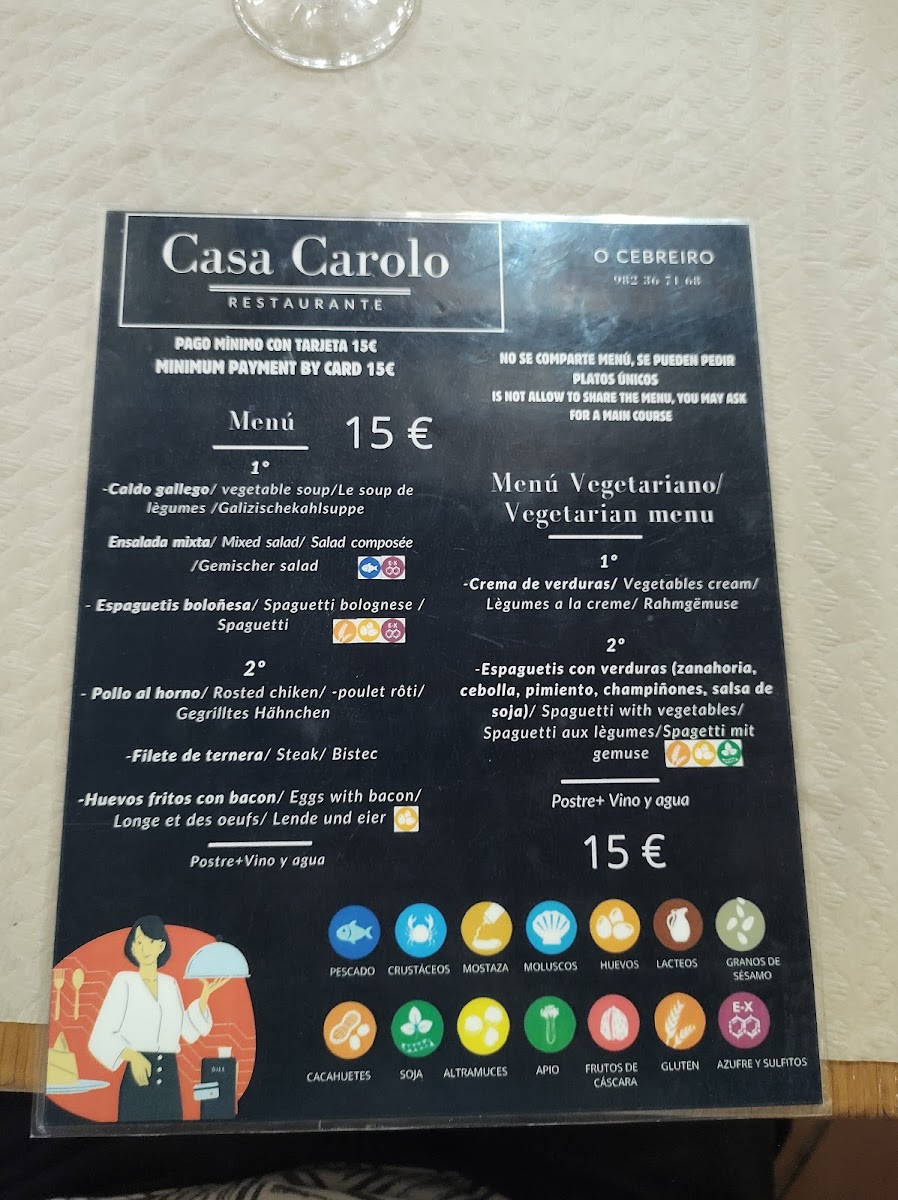 Casa Carolo
RESTAURANTE
O CEBREIRO
982 36 71 68
PAGO MÌNIMO CON TARJETA 15€
MINIMUM PAYMENT BY CARD 15€
NO SE COMPARTE MENÚ, SE PUEDEN PEDIR
PLATOS ÚNICOS
IS NOT ALLOW TO SHARE THE MENU, YOU MAY ASK
FOR A MAIN COURSE
Menú 15 €
1º
-Caldo gallego/ vegetable soup/Le soup de
lègumes /Galizischekahlsuppe
Ensalada mixta/ Mixed salad/ Salad composée
/Gemischer salad
E-X
- Espaguetis boloñesa/ Spaguetti bolognese /
Spaguetti
E-X
2º
- Pollo al horno/ Rosted chiken/ -poulet rôti/
Gegrilltes Hähnchen
-Filete de ternera/ Steak/ Bistec
-Huevos fritos con bacon/ Eggs with bacon/
Longe et des oeufs/ Lende und eier
Postre+Vino y agua
Menú Vegetariano/
Vegetarian menu
1º
-Crema de verduras/ Vegetables cream/
Lègumes a la creme/ Rahmgëmuse
2º
-Espaguetis con verduras (zanahoria,
cebolla, pimiento, champiñones, salsa de
soja)/ Spaguetti with vegetables/
Spaguetti aux lègumes/Spagetti mit
gemuse
Postre+ Vino y agua
15 €
PESCADO CRUSTÁCEOS MOSTAZA MOLUSCOS HUEVOS LACTEOS GRANOS DE
SÉSAMO
E-X
CACAHUETES SOJA ALTRAMUCES APIO FRUTOS DE
CÁSCARA GLUTEN AZUFRE Y SULFITOS